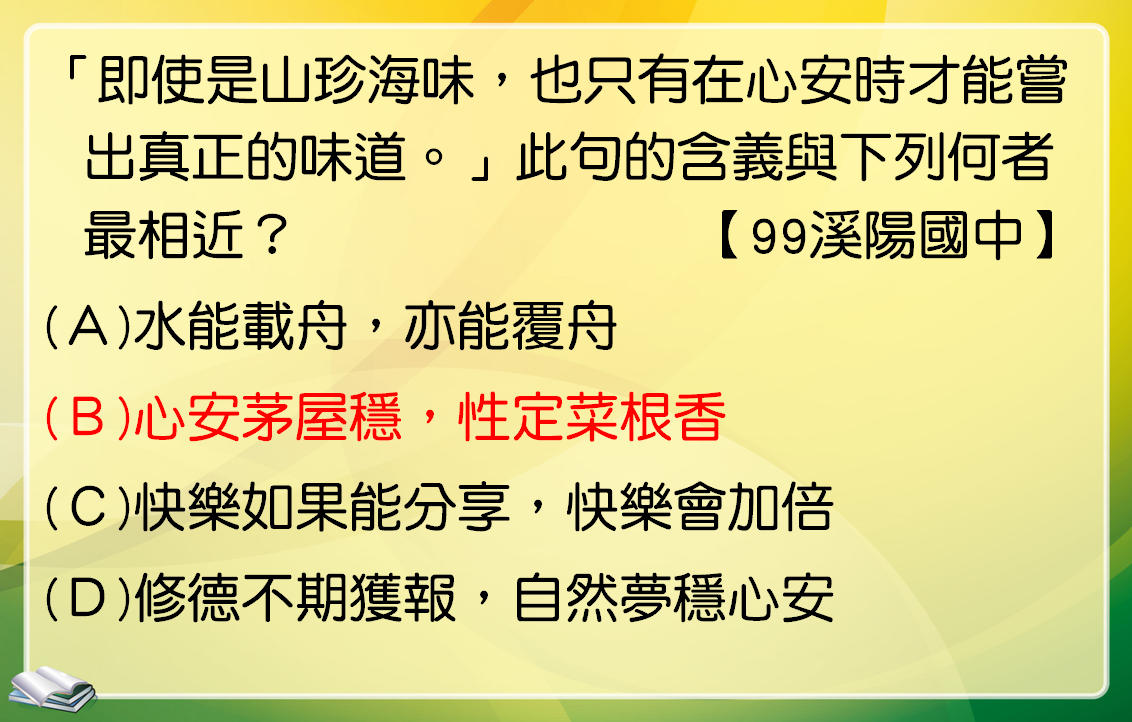 「即使是山珍海味，也只有在心安時才能嘗
出真正的味道。」此句的含義與下列何者
最相近？【99溪陽國中】
(Ａ)水能載舟，亦能覆舟
(Ｂ)心安茅屋穩，性定菜根香
(Ｃ)快樂如果能分享，快樂會加倍
(Ｄ)修德不期獲報，自然夢穩心安